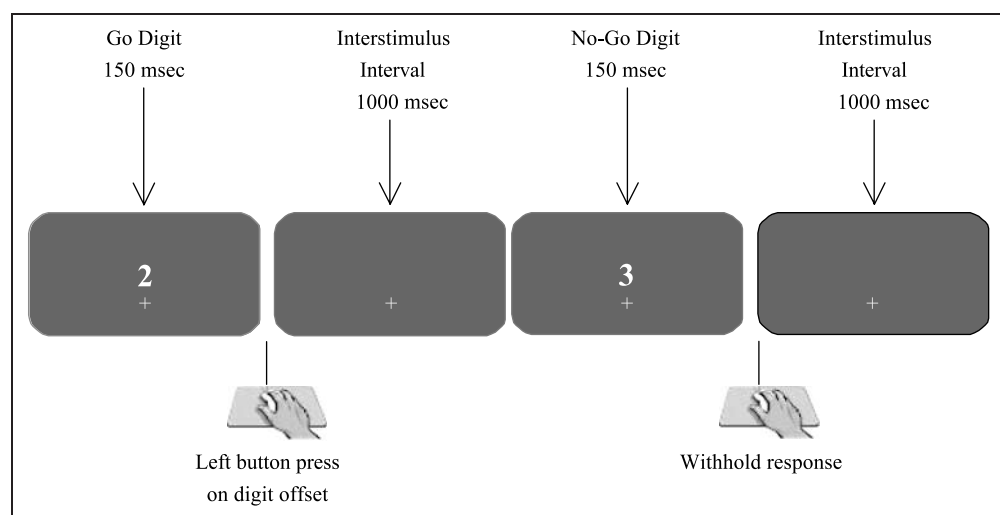 Go Digit
150 msec
Interstimulus
Interval
1000 msec
No-Go Digit
150 msec
Interstimulus
Interval
1000 msec
2
+
+
3
+
+
Left button press
on digit offset
Withhold response